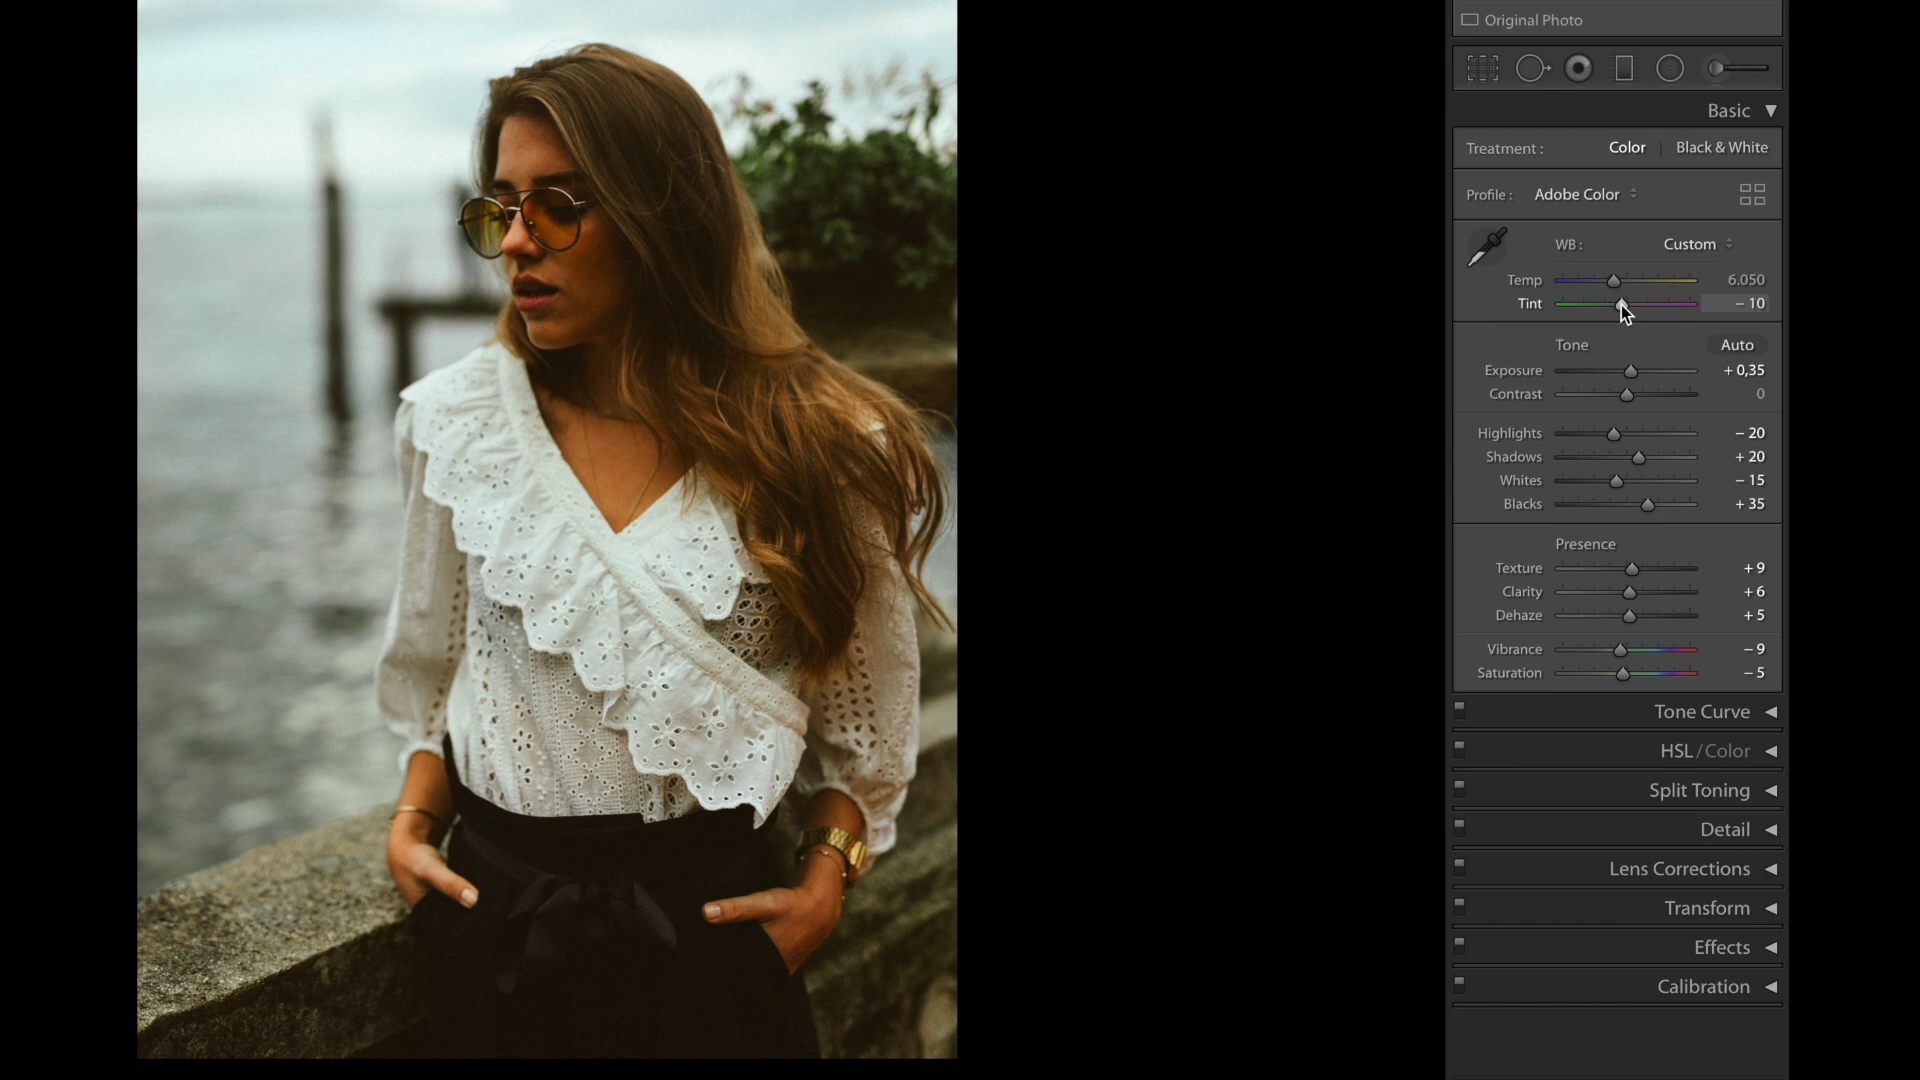 Original Photo
Basic
Treatment : Color | Black & White
Profile : Adobe Color
WB : Custom
Temp 6.050
Tint − 10
Tone Auto
Exposure + 0,35
Contrast 0
Highlights − 20
Shadows + 20
Whites − 15
Blacks + 35
Presence
Texture + 9
Clarity + 6
Dehaze + 5
Vibrance − 9
Saturation − 5
Tone Curve
HSL / Color
Split Toning
Detail
Lens Corrections
Transform
Effects
Calibration